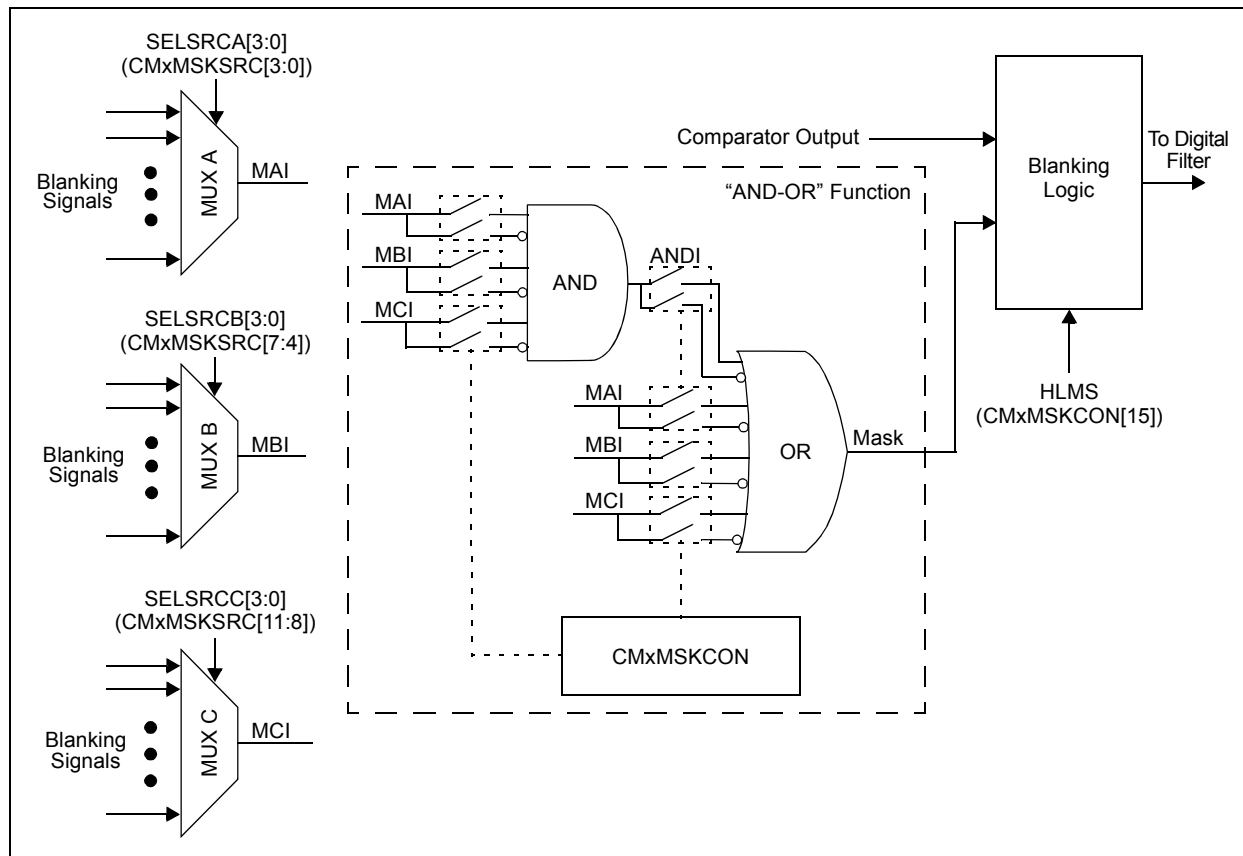 SELSRCA[3:0]
(CMxMSKSRC[3:0])
Blanking
Signals
MUX A
MAI
SELSRCB[3:0]
(CMxMSKSRC[7:4])
Blanking
Signals
MUX B
MBI
SELSRCC[3:0]
(CMxMSKSRC[11:8])
Blanking
Signals
MUX C
MCI
“AND-OR” Function
MAI
MBI
MCI
AND
ANDI
MAI
MBI
MCI
OR
Mask
CMxMSKCON
Comparator Output
Blanking
Logic
To Digital
Filter
HLMS
(CMxMSKCON[15])